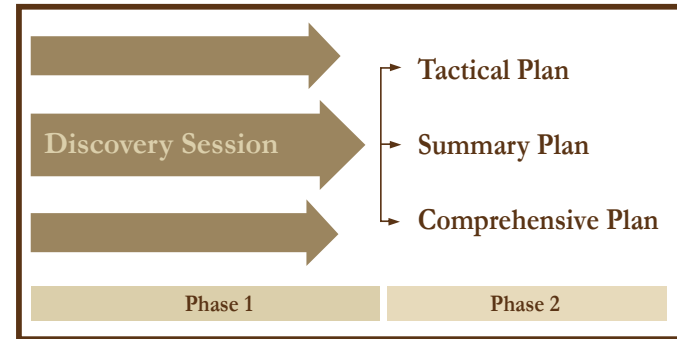 Tactical Plan
Discovery Session
Summary Plan
Comprehensive Plan
Phase 1
Phase 2